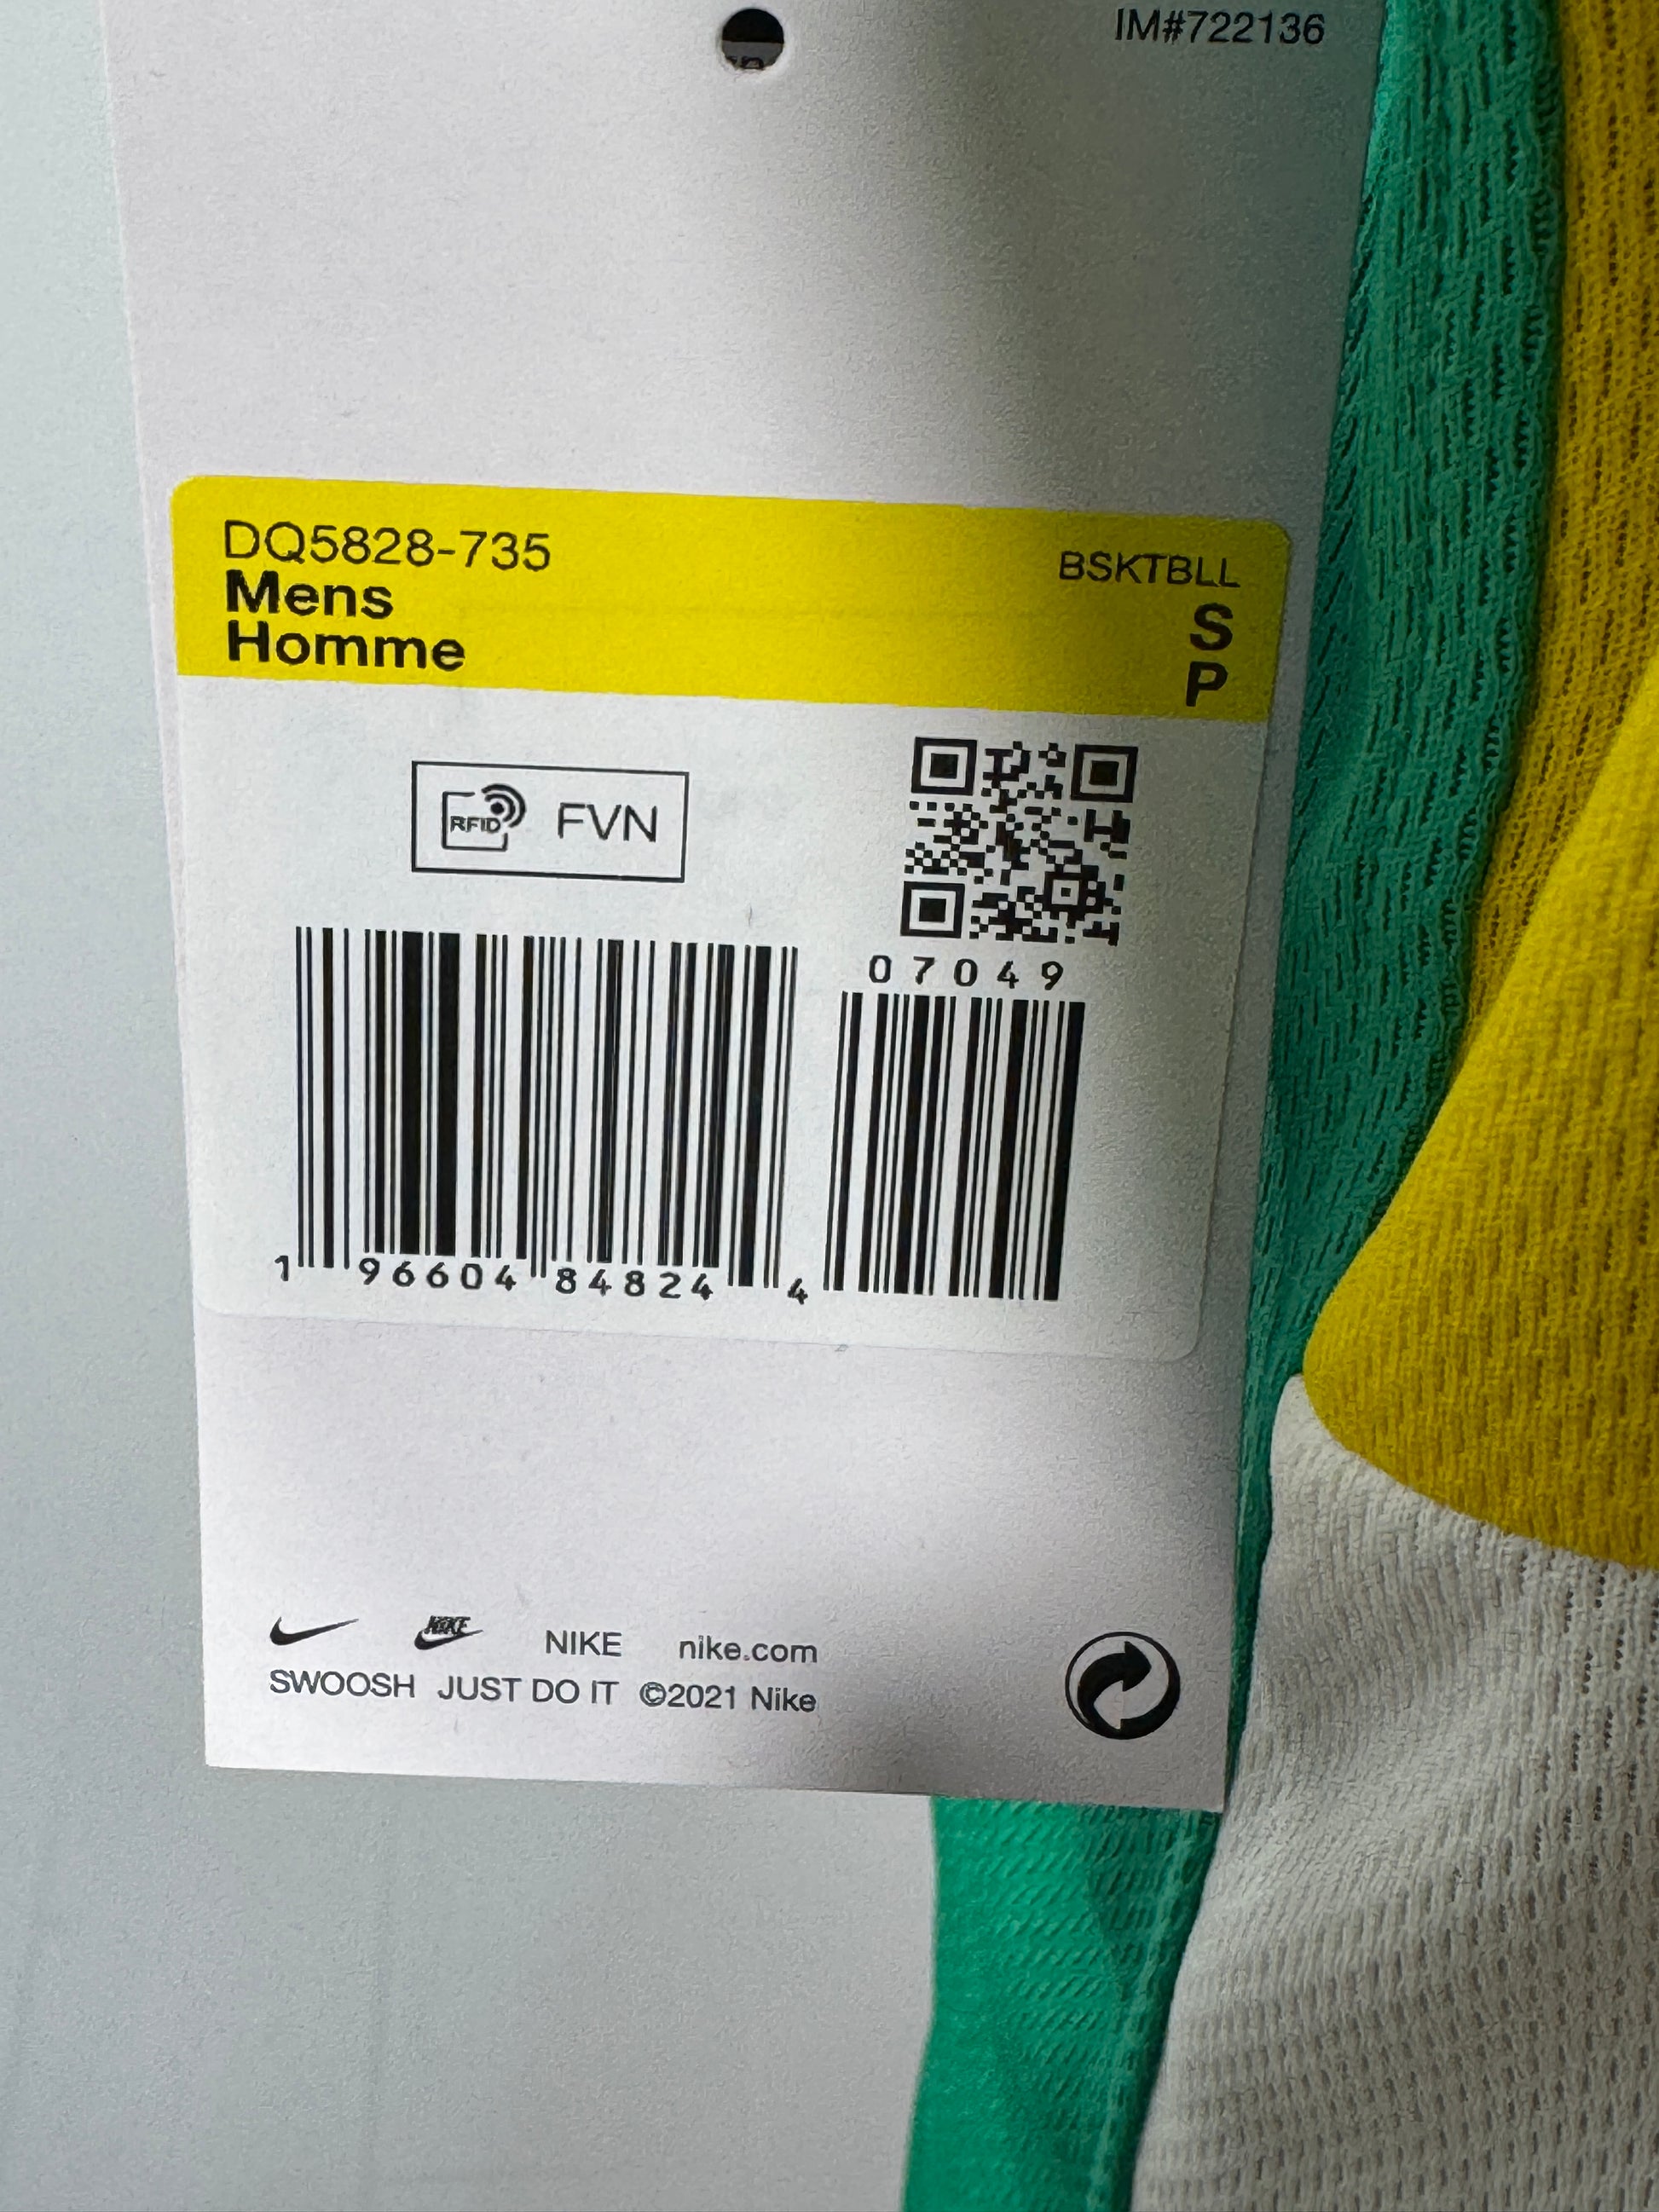 IM#722136
DQ5828-735
BSKTBLL
Mens
S
Homme
P
RFID FVN
07049
1 96604 84824 4
NIKE NIKE nike.com
SWOOSH JUST DO IT ©2021 Nike